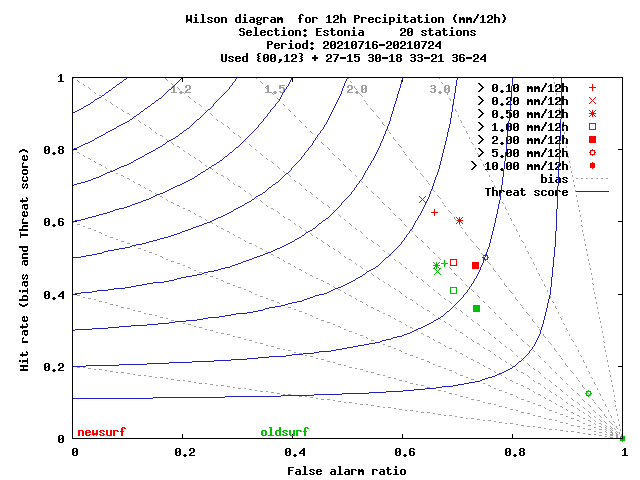 Wilson diagram  for 12h Precipitation (mm/12h)
Selection: Estonia     20 stations
Period: 20210716-20210724
Used {00,12} + 27-15 30-18 33-21 36-24
1
0.8
0.6
0.4
0.2
0
Hit rate (bias and Threat score)
1.2
1.5
2.0
3.0
> 0.10 mm/12h
> 0.20 mm/12h
> 0.50 mm/12h
> 1.00 mm/12h
> 2.00 mm/12h
> 5.00 mm/12h
> 10.00 mm/12h
bias
Threat score
newsurf
oldsurf
0 0.2 0.4 0.6 0.8 1
False alarm ratio